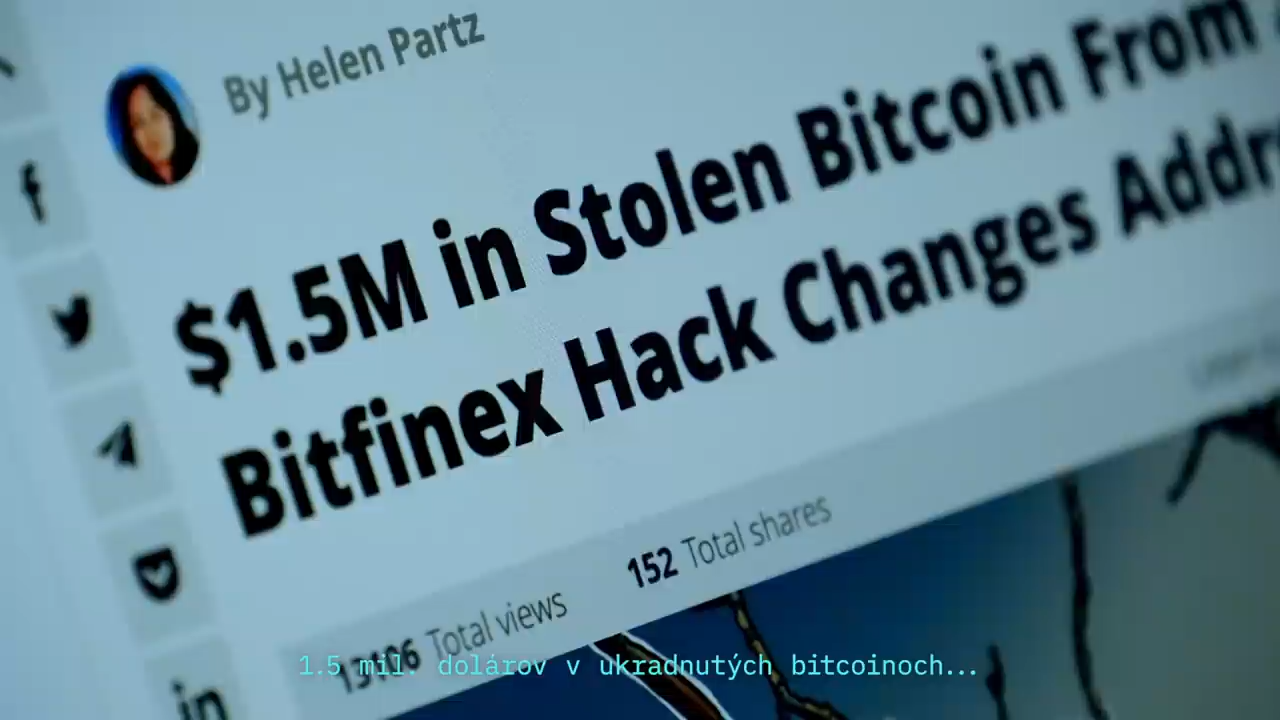 By Helen Partz
$1.5M in Stolen Bitcoin From
Bitfinex Hack Changes Addr
Total views
152 Total shares
in
1.5 mil. dolárov v ukradnutých bitcoinoch...